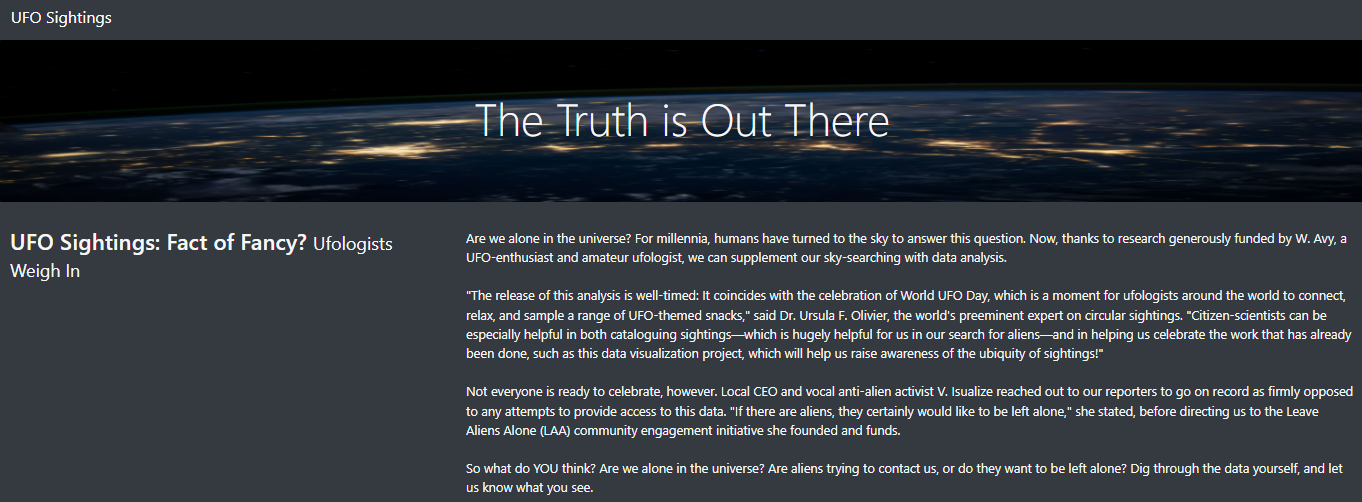 UFO Sightings
The Truth is Out There
UFO Sightings: Fact of Fancy? Ufologists
Weigh In
Are we alone in the universe? For millennia, humans have turned to the sky to answer this question. Now, thanks to research generously funded by W. Avy, a
UFO-enthusiast and amateur ufologist, we can supplement our sky-searching with data analysis.
"The release of this analysis is well-timed: It coincides with the celebration of World UFO Day, which is a moment for ufologists around the world to connect,
relax, and sample a range of UFO-themed snacks," said Dr. Ursula F. Olivier, the world's preeminent expert on circular sightings. "Citizen-scientists can be
especially helpful in both cataloguing sightings—which is hugely helpful for us in our search for aliens—and in helping us celebrate the work that has already
been done, such as this data visualization project, which will help us raise awareness of the ubiquity of sightings!"
Not everyone is ready to celebrate, however. Local CEO and vocal anti-alien activist V. Isualize reached out to our reporters to go on record as firmly opposed
to any attempts to provide access to this data. "If there are aliens, they certainly would like to be left alone," she stated, before directing us to the Leave
Aliens Alone (LAA) community engagement initiative she founded and funds.
So what do YOU think? Are we alone in the universe? Are aliens trying to contact us, or do they want to be left alone? Dig through the data yourself, and let
us know what you see.